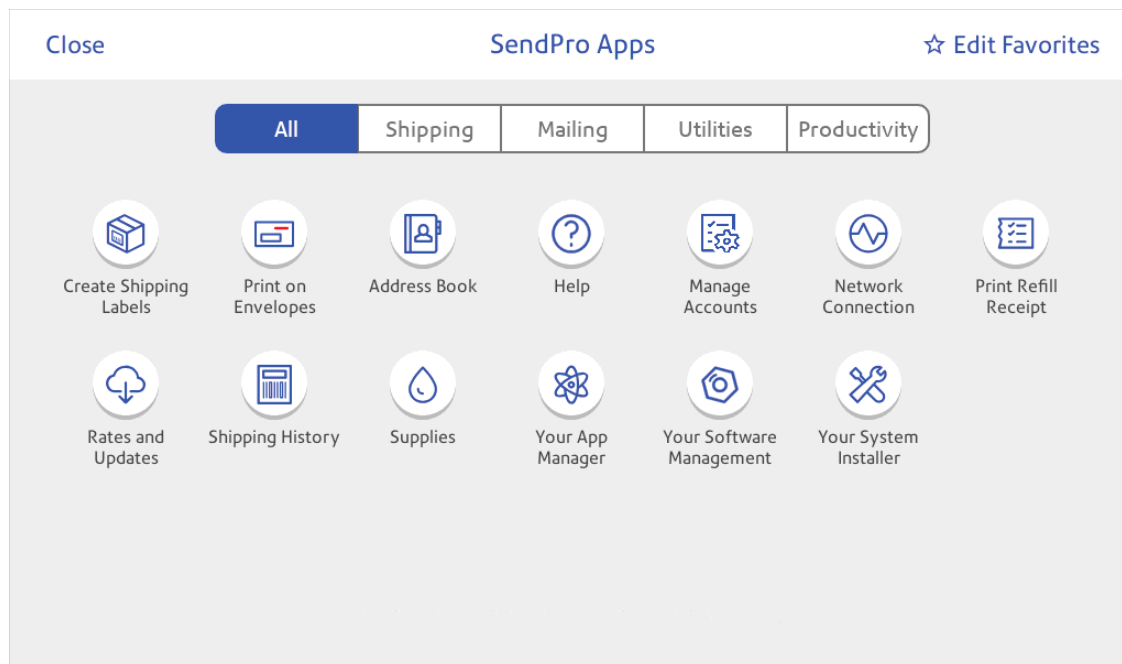 Close
SendPro Apps
Edit Favorites
All
Shipping
Mailing
Utilities
Productivity
Create Shipping
Labels
Print on
Envelopes
Address Book
Help
Manage
Accounts
Network
Connection
Print Refill
Receipt
Rates and
Updates
Shipping History
Supplies
Your App
Manager
Your Software
Management
Your System
Installer